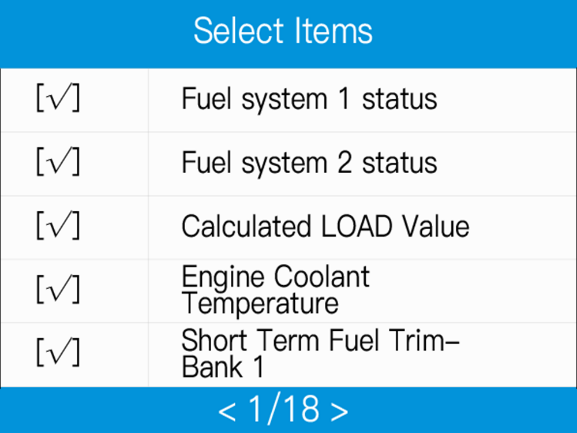 Select Items
[√] Fuel system 1 status
[√] Fuel system 2 status
[√] Calculated LOAD Value
[√] Engine Coolant
Temperature
[√] Short Term Fuel Trim–
Bank 1
< 1/18 >